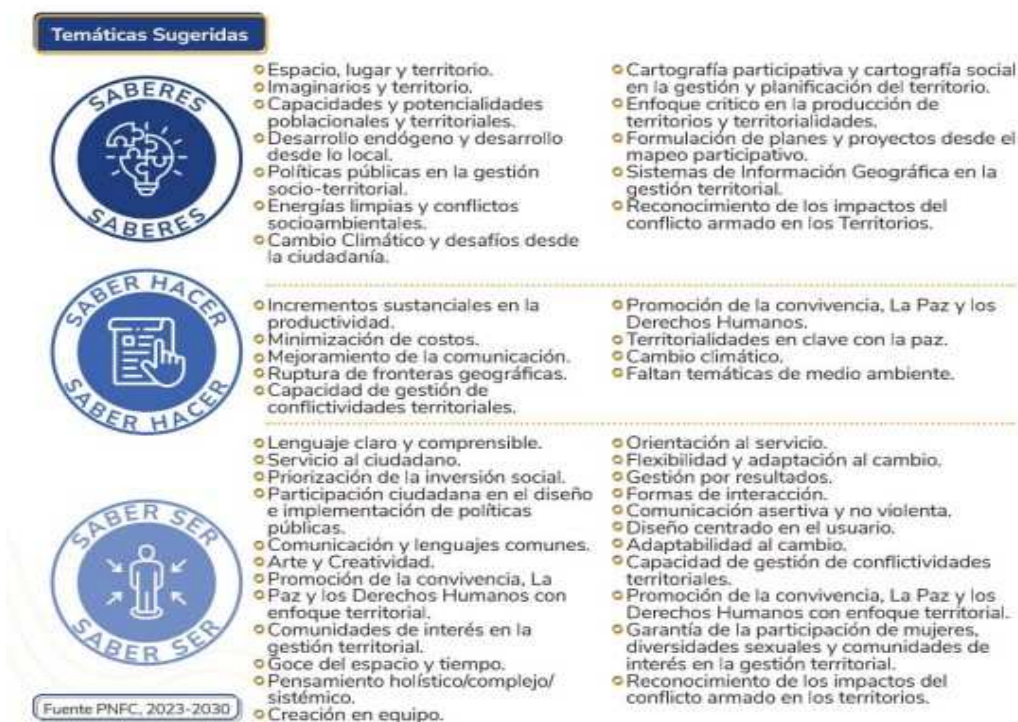 Temáticas Sugeridas
SABERES
SABERES
Espacio, lugar y territorio.
Imaginarios y territorio.
Capacidades y potencialidades
poblacionales y territoriales.
Desarrollo endógeno y desarrollo
desde lo local.
Políticas públicas en la gestión
socio-territorial.
Energías limpias y conflictos
socioambientales.
Cambio Climático y desafíos desde
la ciudadanía.
Cartografía participativa y cartografía social
en la gestión y planificación del territorio.
Enfoque critico en la producción de
territorios y territorialidades.
Formulación de planes y proyectos desde el
mapeo participativo.
Sistemas de Información Geográfica en la
gestión territorial.
Reconocimiento de los impactos del
conflicto armado en los Territorios.
SABER HACER
SABER HACER
Incrementos sustanciales en la
productividad.
Minimización de costos.
Mejoramiento de la comunicación.
Ruptura de fronteras geográficas.
Capacidad de gestión de
conflictividades territoriales.
Promoción de la convivencia, La Paz y los
Derechos Humanos.
Territorialidades en clave con la paz.
Cambio climático.
Faltan temáticas de medio ambiente.
SABER SER
SABER SER
Lenguaje claro y comprensible.
Servicio al ciudadano.
Priorización de la inversión social.
Participación ciudadana en el diseño
e implementación de políticas
públicas.
Comunicación y lenguajes comunes.
Arte y Creatividad.
Promoción de la convivencia, La
Paz y los Derechos Humanos con
enfoque territorial.
Comunidades de interés en la
gestión territorial.
Goce del espacio y tiempo.
Pensamiento holístico/complejo/
sistémico.
Creación en equipo.
Orientación al servicio.
Flexibilidad y adaptación al cambio.
Gestión por resultados.
Formas de interacción.
Comunicación asertiva y no violenta.
Diseño centrado en el usuario.
Adaptabilidad al cambio.
Capacidad de gestión de conflictividades
territoriales.
Promoción de la convivencia, La Paz y los
Derechos Humanos con enfoque territorial.
Garantía de la participación de mujeres,
diversidades sexuales y comunidades de
interés en la gestión territorial.
Reconocimiento de los impactos del
conflicto armado en los territorios.
Fuente PNFC, 2023-2030